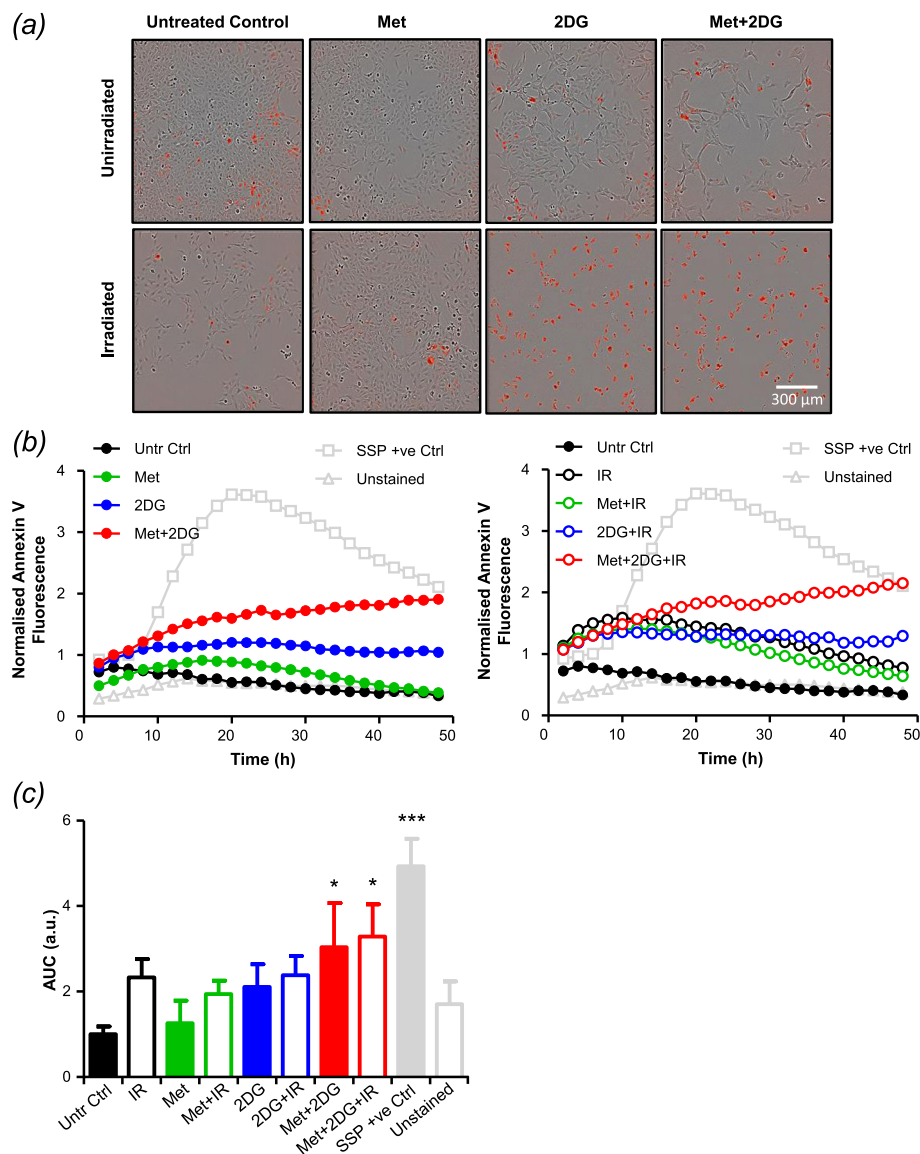 (a)
Untreated Control Met 2DG Met+2DG
Unirradiated
Irradiated
300 µm
(b)
Untr Ctrl
Met
2DG
Met+2DG
SSP +ve Ctrl
Unstained
Normalised Annexin V
Fluorescence
4
3
2
1
0
0 10 20 30 40 50
Time (h)
Untr Ctrl
IR
Met+IR
2DG+IR
Met+2DG+IR
SSP +ve Ctrl
Unstained
Normalised Annexin V
Fluorescence
4
3
2
1
0
0 10 20 30 40 50
Time (h)
(c)
AUC (a.u.)
6
4
2
0
* * ***
Untr Ctrl
IR
Met
Met+IR
2DG
2DG+IR
Met+2DG
Met+2DG+IR
SSP +ve Ctrl
Unstained